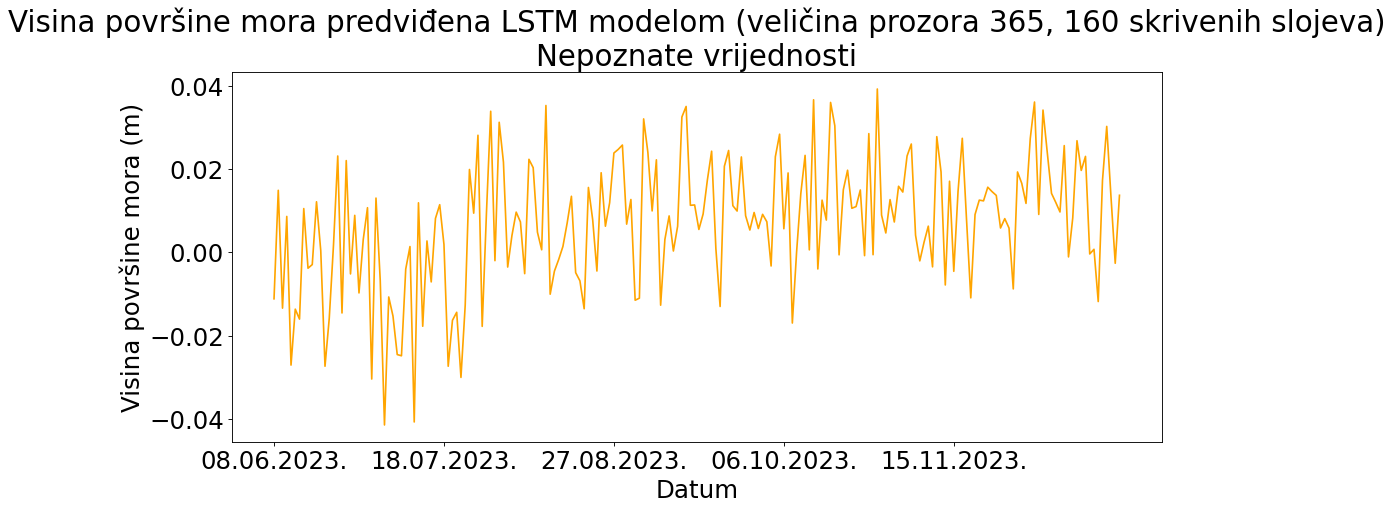 Visina površine mora predviđena LSTM modelom (veličina prozora 365, 160 skrivenih slojeva)
Nepoznate vrijednosti
Visina površine mora (m)
0.04
0.02
0.00
−0.02
−0.04
08.06.2023. 18.07.2023. 27.08.2023. 06.10.2023. 15.11.2023.
Datum